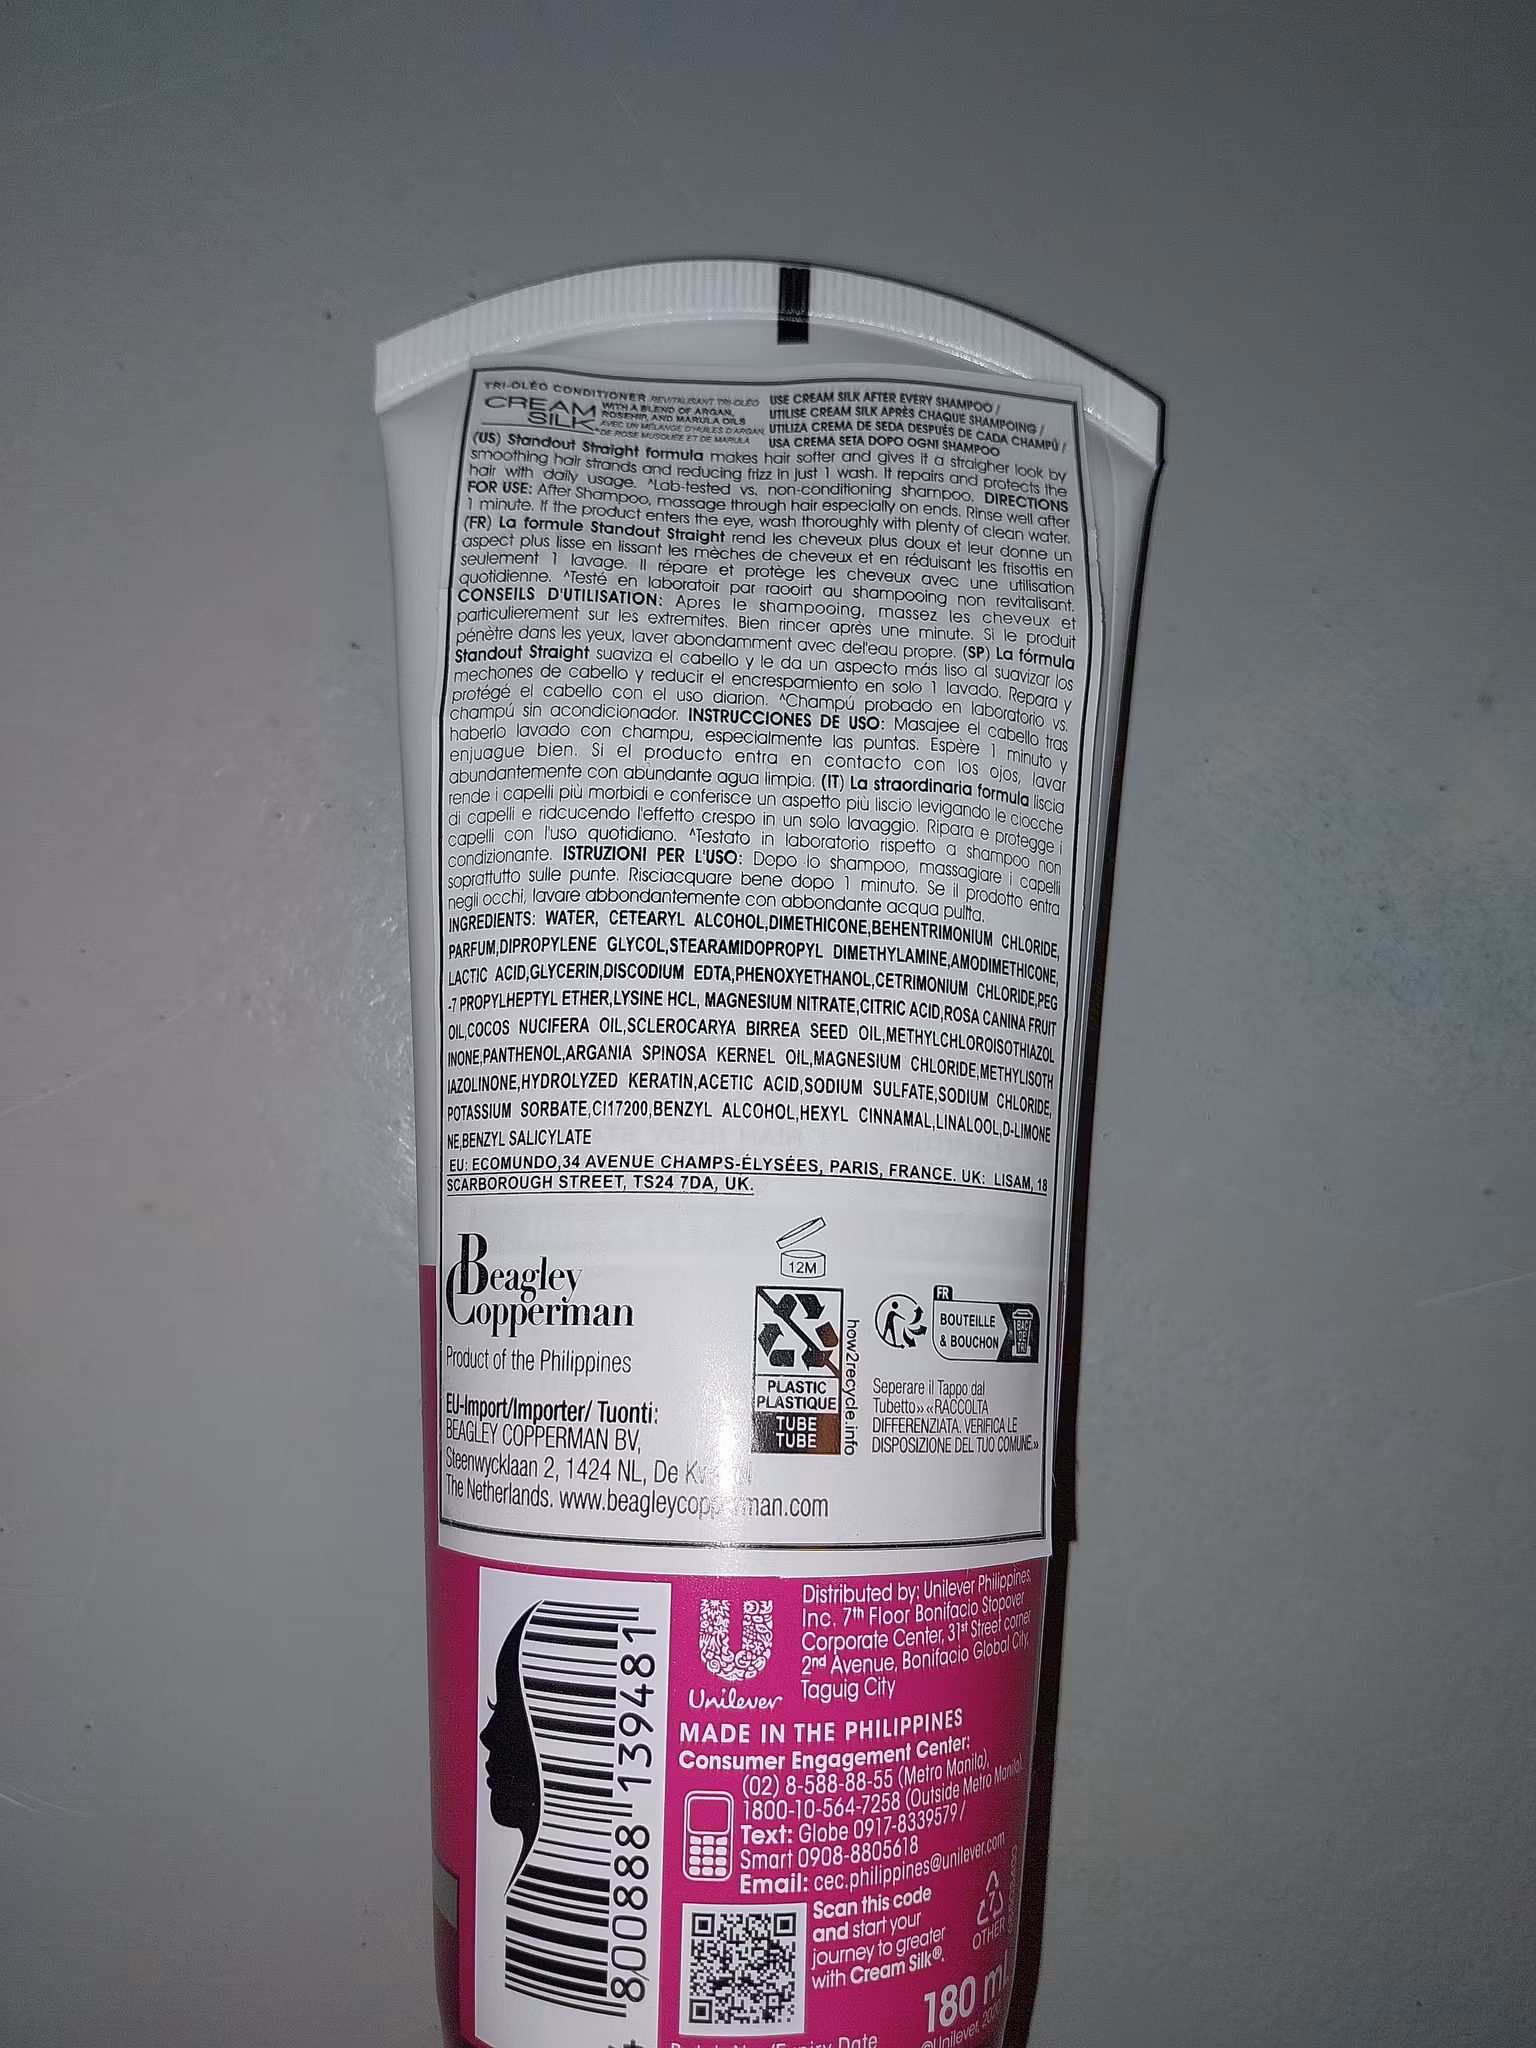 TRI-OLÉO CONDITIONER REVITALISANT TRI-OLÉO
CREAM SILK
WITH A BLEND OF ARGAN,
ROSEHIP, AND MARULA OILS
AVEC UN MÉLANGE D'HUILES D'ARGAN,
DE ROSE MUSQUÉE ET DE MARULA
USE CREAM SILK AFTER EVERY SHAMPOO /
UTILISE CREAM SILK APRÈS CHAQUE SHAMPOING /
UTILIZA CREMA DE SEDA DESPUÉS DE CADA CHAMPÚ /
USA CREMA SETA DOPO OGNI SHAMPOO
(US) Standout Straight formula makes hair softer and gives it a straigher look by
smoothing hair strands and reducing frizz in just 1 wash. It repairs and protects the
hair with daily usage. ^Lab-tested vs. non-conditioning shampoo. DIRECTIONS
FOR USE: After Shampoo, massage through hair especially on ends. Rinse well after
1 minute. If the product enters the eye, wash thoroughly with plenty of clean water.
(FR) La formule Standout Straight rend les cheveux plus doux et leur donne un
aspect plus lisse en lissant les mèches de cheveux et en réduisant les frisottis en
seulement 1 lavage. Il répare et protège les cheveux avec une utilisation
quotidienne. ^Testé en laboratoir par raooirt au shampooing non revitalisant.
CONSEILS D'UTILISATION: Apres le shampooing, massez les cheveux et
particulierement sur les extremites. Bien rincer après une minute. Si le produit
pénètre dans les yeux, laver abondamment avec del'eau propre. (SP) La fórmula
Standout Straight suaviza el cabello y le da un aspecto más liso al suavizar los
mechones de cabello y reducir el encrespamiento en solo 1 lavado. Repara y
protégé el cabello con el uso diarion. ^Champú probado en laboratorio vs.
champú sin acondicionador. INSTRUCCIONES DE USO: Masajee el cabello tras
haberlo lavado con champu, especialmente las puntas. Espère 1 minuto y
enjuague bien. Si el producto entra en contacto con los ojos, lavar
abundantemente con abùndante agua limpia. (IT) La straordinaria formula liscia
rende i capelli più morbidi e conferisce un aspetto più liscio levigando le ciocche
di capelli e ridcucendo l'effetto crespo in un solo lavaggio. Ripara e protegge i
capelli con l'uso quotidiano. ^Testato in laboratorio rispetto a shampoo non
condizionante. ISTRUZIONI PER L'USO: Dopo lo shampoo, massagiare i capelli
soprattutto sulle punte. Risciacquare bene dopo 1 minuto. Se il prodotto entra
negli occhi, lavare abbondantemente con abbondante acqua pulita.
INGREDIENTS: WATER, CETEARYL ALCOHOL,DIMETHICONE,BEHENTRIMONIUM CHLORIDE,
PARFUM,DIPROPYLENE GLYCOL,STEARAMIDOPROPYL DIMETHYLAMINE,AMODIMETHICONE,
LACTIC ACID,GLYCERIN,DISCODIUM EDTA,PHENOXYETHANOL,CETRIMONIUM CHLORIDE,PEG
-7 PROPYLHEPTYL ETHER,LYSINE HCL, MAGNESIUM NITRATE,CITRIC ACID,ROSA CANINA FRUIT
OIL,COCOS NUCIFERA OIL,SCLEROCARYA BIRREA SEED OIL,METHYLCHLOROISOTHIAZOL
INONE,PANTHENOL,ARGANIA SPINOSA KERNEL OIL,MAGNESIUM CHLORIDE,METHYLISOTH
IAZOLINONE,HYDROLYZED KERATIN,ACETIC ACID,SODIUM SULFATE,SODIUM CHLORIDE,
POTASSIUM SORBATE,CI17200,BENZYL ALCOHOL,HEXYL CINNAMAL,LINALOOL,D-LIMONE
NE,BENZYL SALICYLATE
EU: ECOMUNDO,34 AVENUE CHAMPS-ÉLYSÉES, PARIS, FRANCE. UK: LISAM, 18
SCARBOROUGH STREET, TS24 7DA, UK.
Beagley
Copperman
Product of the Philippines
EU-Import/Importer/ Tuonti:
BEAGLEY COPPERMAN BV,
Steenwycklaan 2, 1424 NL, De
The Netherlands. www.beagleycopperman.com
12M
PLASTIC
PLASTIQUE
TUBE
TUBE
how2recycle.info
FR
BOUTEILLE
& BOUCHON
BAC
DE
TRI
Seperare il Tappo dal
Tubetto» «RACCOLTA
DIFFERENZIATA. VERIFICA LE
DISPOSIZIONE DEL TUO COMUNE.»
8 00888 139481
Unilever
Distributed by: Unilever Philippines,
Inc. 7th Floor Bonifacio Stopover
Corporate Center, 31st Street corner
2nd Avenue, Bonifacio Global City,
Taguig City
MADE IN THE PHILIPPINES
Consumer Engagement Center:
(02) 8-588-88-55 (Metro Manila),
1800-10-564-7258 (Outside Metro Manila)
Text: Globe 0917-8339579 /
Smart 0908-8805618
Email: cec.philippines@unilever.com
Scan this code
and start your
journey to greater
with Cream Silk®.
7
OTHER
180 ml
©Unilever,
Expiry Date